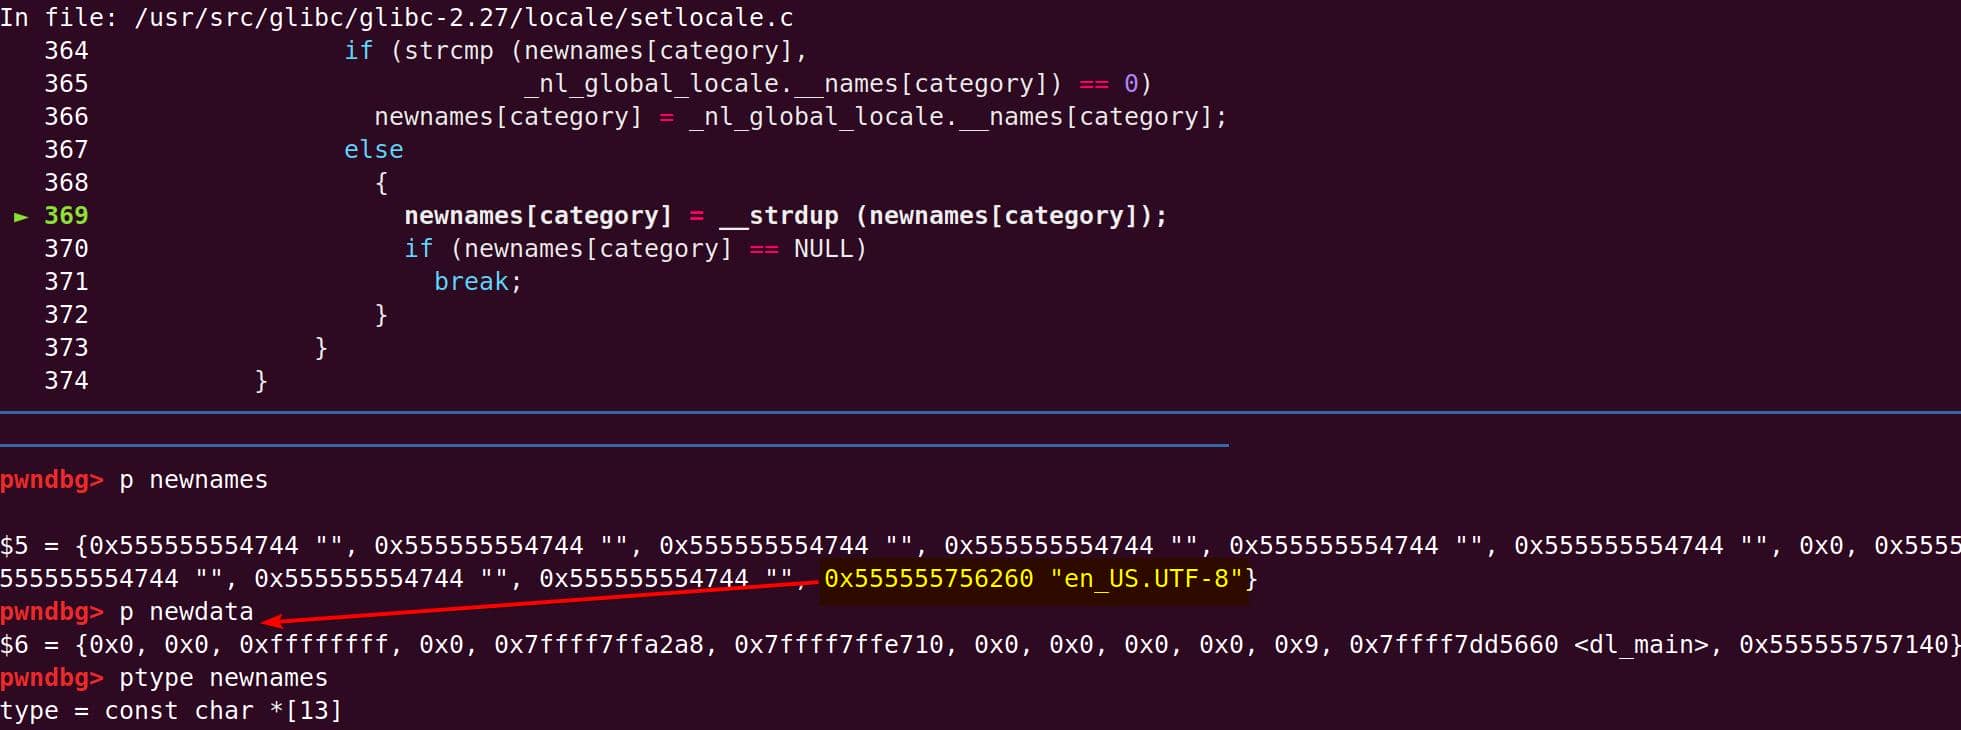 In file: /usr/src/glibc/glibc-2.27/locale/setlocale.c
364 if (strcmp (newnames[category],
365 _nl_global_locale.__names[category]) == 0)
366 newnames[category] = _nl_global_locale.__names[category];
367 else
368 {
► 369 newnames[category] = __strdup (newnames[category]);
370 if (newnames[category] == NULL)
371 break;
372 }
373 }
374 }
pwndbg> p newnames
$5 = {0x555555554744 "", 0x555555554744 "", 0x555555554744 "", 0x555555554744 "", 0x555555554744 "", 0x555555554744 "", 0x0, 0x5555
555555554744 "", 0x555555554744 "", 0x555555554744 "", 0x555555756260 "en_US.UTF-8"}
pwndbg> p newdata
$6 = {0x0, 0x0, 0xffffffff, 0x0, 0x7ffff7ffa2a8, 0x7ffff7ffe710, 0x0, 0x0, 0x0, 0x0, 0x9, 0x7ffff7dd5660 <dl_main>, 0x555555757140}
pwndbg> ptype newnames
type = const char *[13]